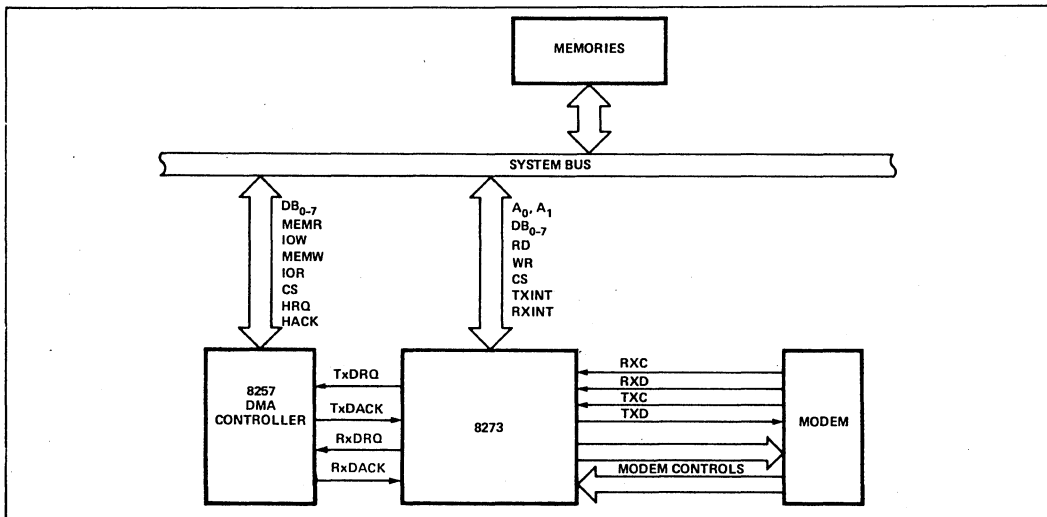 MEMORIES
SYSTEM BUS
DB0-7
MEMR
IOW
MEMW
IOR
CS
HRQ
HACK
A0, A1
DB0-7
RD
WR
CS
TXINT
RXINT
8257
DMA
CONTROLLER
TxDRQ
TxDACK
RxDRQ
RxDACK
8273
RXC
RXD
TXC
TXD
MODEM CONTROLS
MODEM